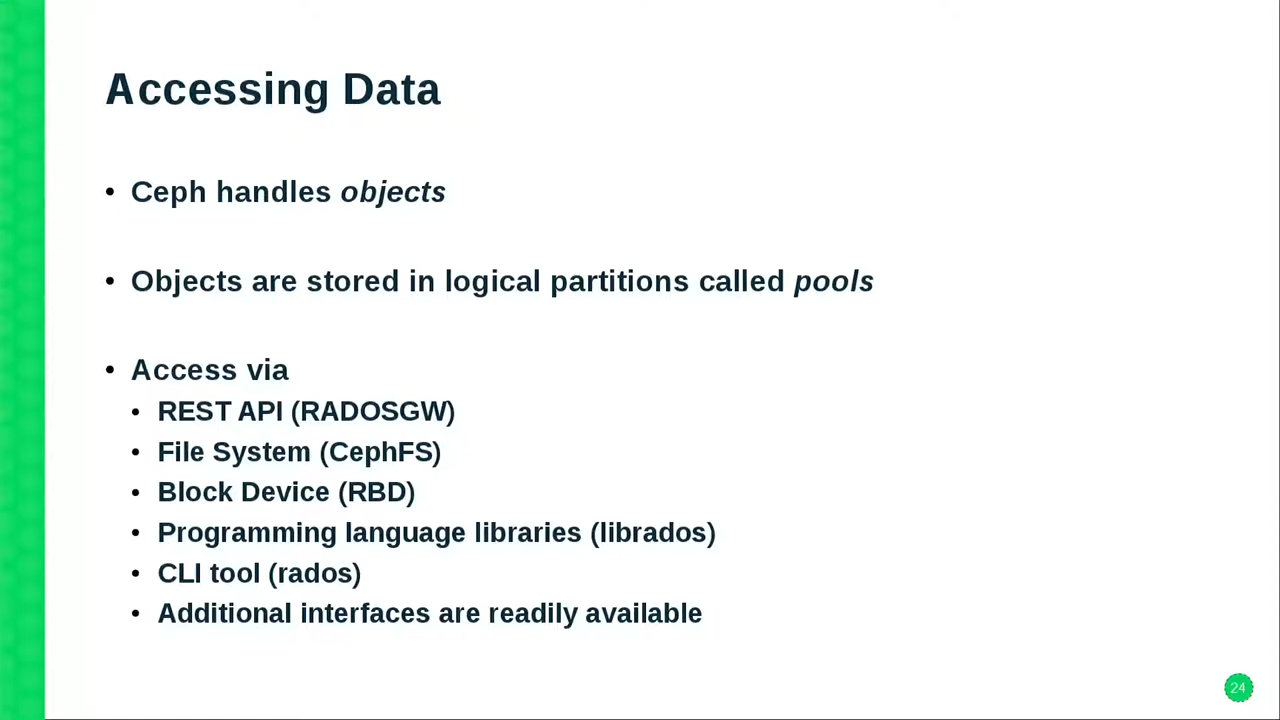 Accessing Data
• Ceph handles objects
• Objects are stored in logical partitions called pools
• Access via
• REST API (RADOSGW)
• File System (CephFS)
• Block Device (RBD)
• Programming language libraries (librados)
• CLI tool (rados)
• Additional interfaces are readily available
24